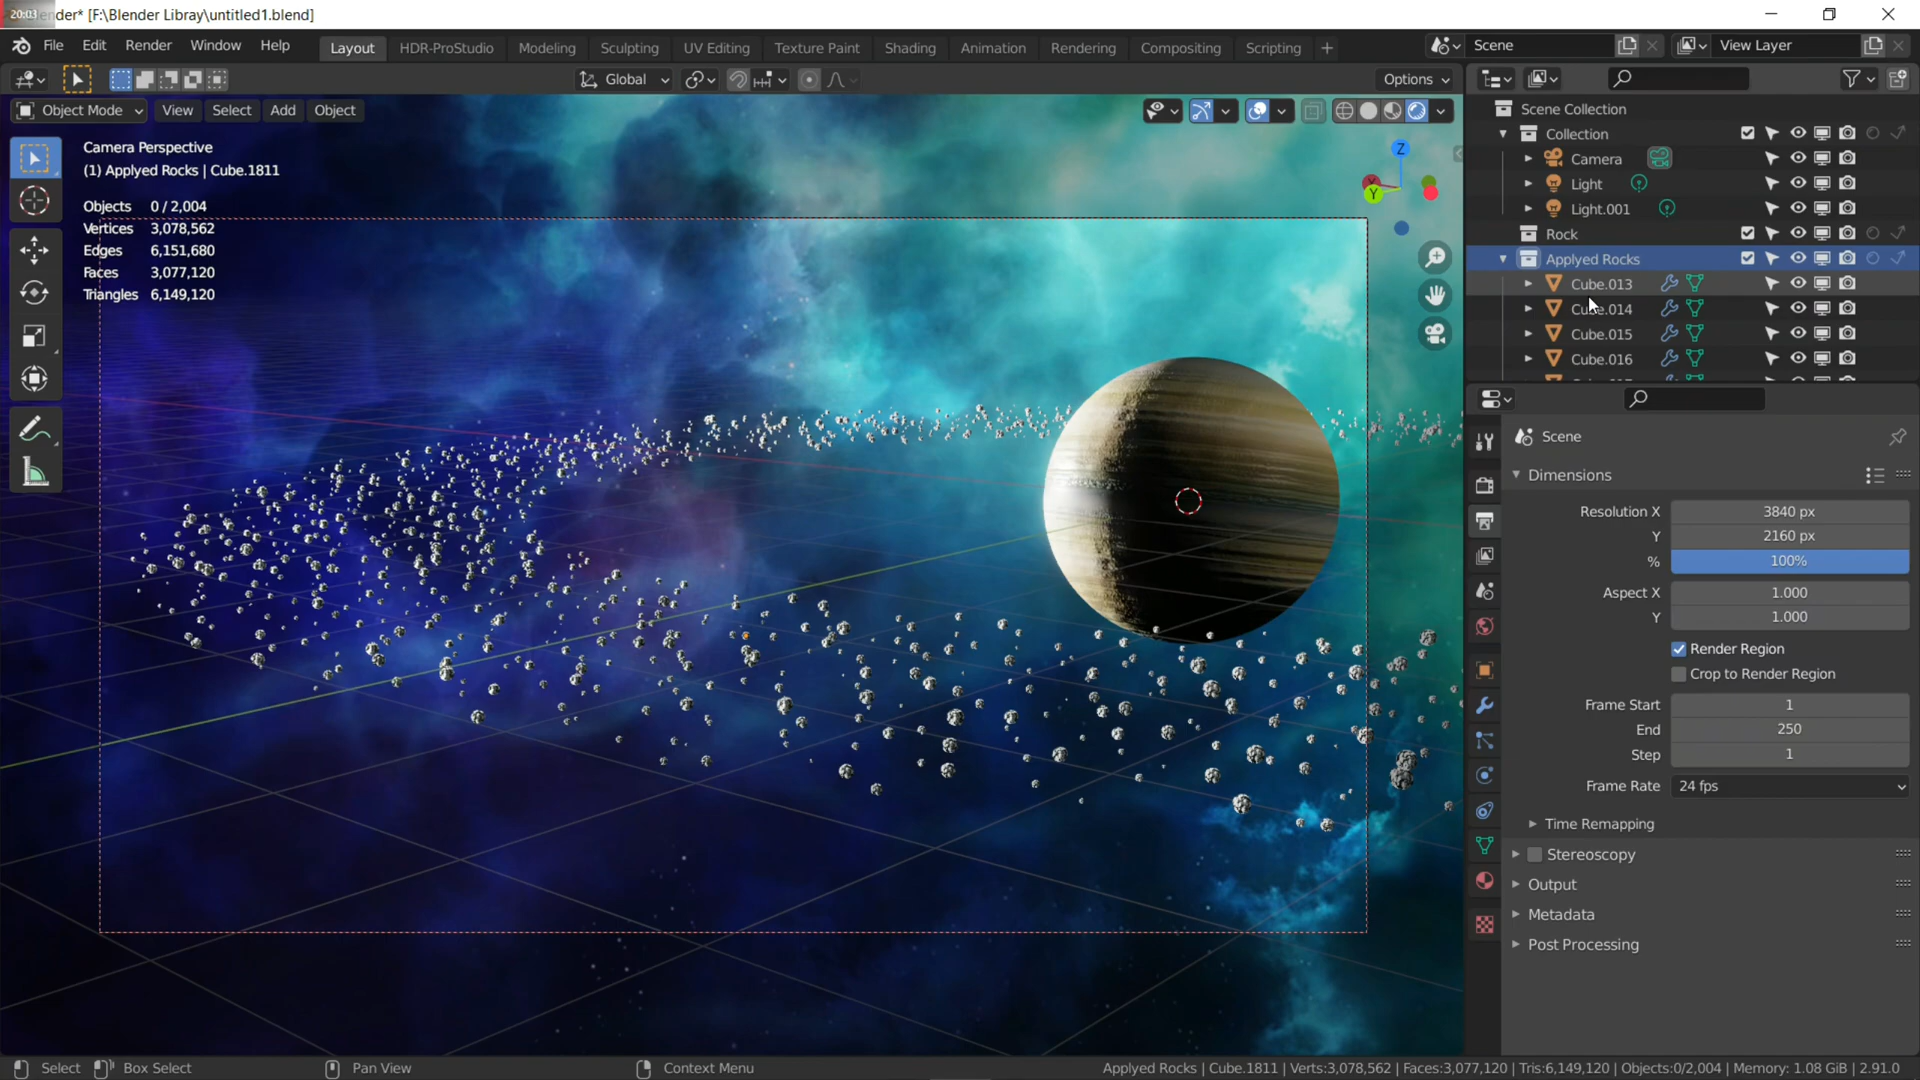 20:03 nder* [F:\Blender Libray\untitled1.blend]
File Edit Render Window Help Layout HDR-ProStudio Modeling Sculpting UV Editing Texture Paint Shading Animation Rendering Compositing Scripting + Scene View Layer
Global Options
Object Mode View Select Add Object
Camera Perspective
(1) Applyed Rocks | Cube.1811
Objects 0 / 2,004
Vertices 3,078,562
Edges 6,151,680
Faces 3,077,120
Triangles 6,149,120
Z
Y
Scene Collection
Collection
Camera
Light
Light.001
Rock
Applyed Rocks
Cube.013
Cube.014
Cube.015
Cube.016
Scene
Dimensions
Resolution X 3840 px
Y 2160 px
% 100%
Aspect X 1.000
Y 1.000
Render Region
Crop to Render Region
Frame Start 1
End 250
Step 1
Frame Rate 24 fps
Time Remapping
Stereoscopy
Output
Metadata
Post Processing
Select Box Select Pan View Context Menu Applyed Rocks | Cube.1811 | Verts:3,078,562 | Faces:3,077,120 | Tris:6,149,120 | Objects:0/2,004 | Memory: 1.08 GiB | 2.91.0